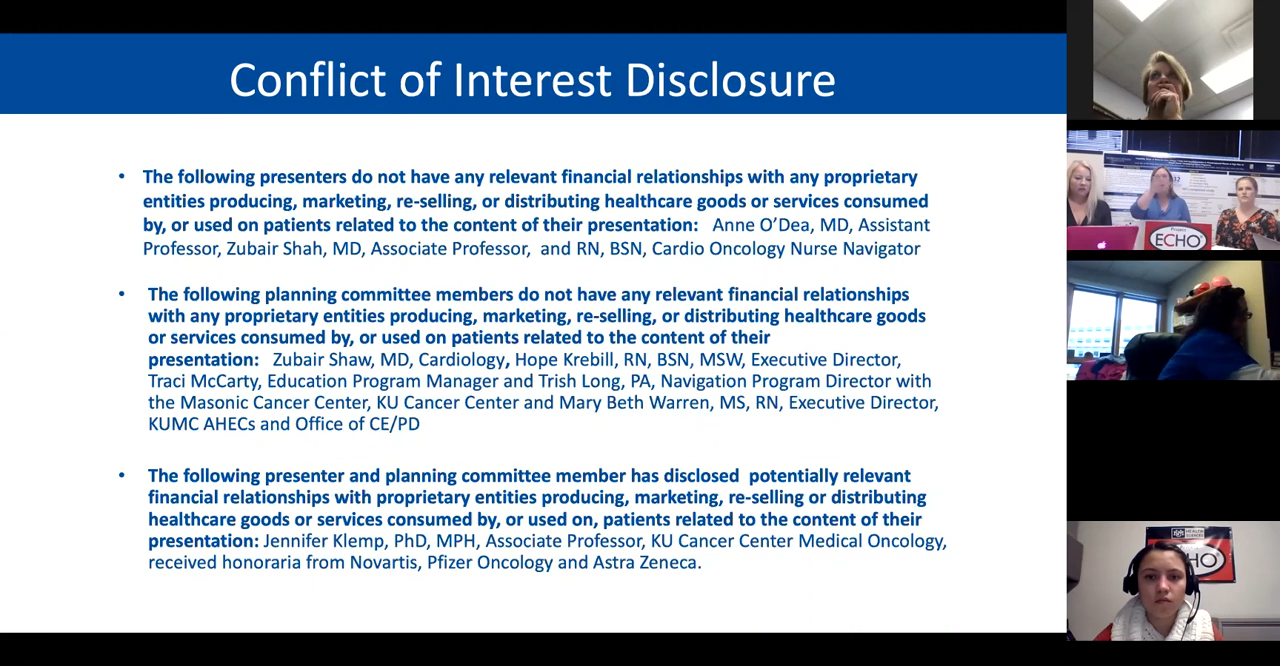 Conflict of Interest Disclosure
• The following presenters do not have any relevant financial relationships with any proprietary
entities producing, marketing, re-selling, or distributing healthcare goods or services consumed
by, or used on patients related to the content of their presentation: Anne O’Dea, MD, Assistant
Professor, Zubair Shah, MD, Associate Professor, and RN, BSN, Cardio Oncology Nurse Navigator
• The following planning committee members do not have any relevant financial relationships
with any proprietary entities producing, marketing, re-selling, or distributing healthcare goods
or services consumed by, or used on patients related to the content of their
presentation: Zubair Shaw, MD, Cardiology, Hope Krebill, RN, BSN, MSW, Executive Director,
Traci McCarty, Education Program Manager and Trish Long, PA, Navigation Program Director with
the Masonic Cancer Center, KU Cancer Center and Mary Beth Warren, MS, RN, Executive Director,
KUMC AHECs and Office of CE/PD
• The following presenter and planning committee member has disclosed potentially relevant
financial relationships with proprietary entities producing, marketing, re-selling or distributing
healthcare goods or services consumed by, or used on, patients related to the content of their
presentation: Jennifer Klemp, PhD, MPH, Associate Professor, KU Cancer Center Medical Oncology,
received honoraria from Novartis, Pfizer Oncology and Astra Zeneca.
Project
ECHO
HEALTH
HO